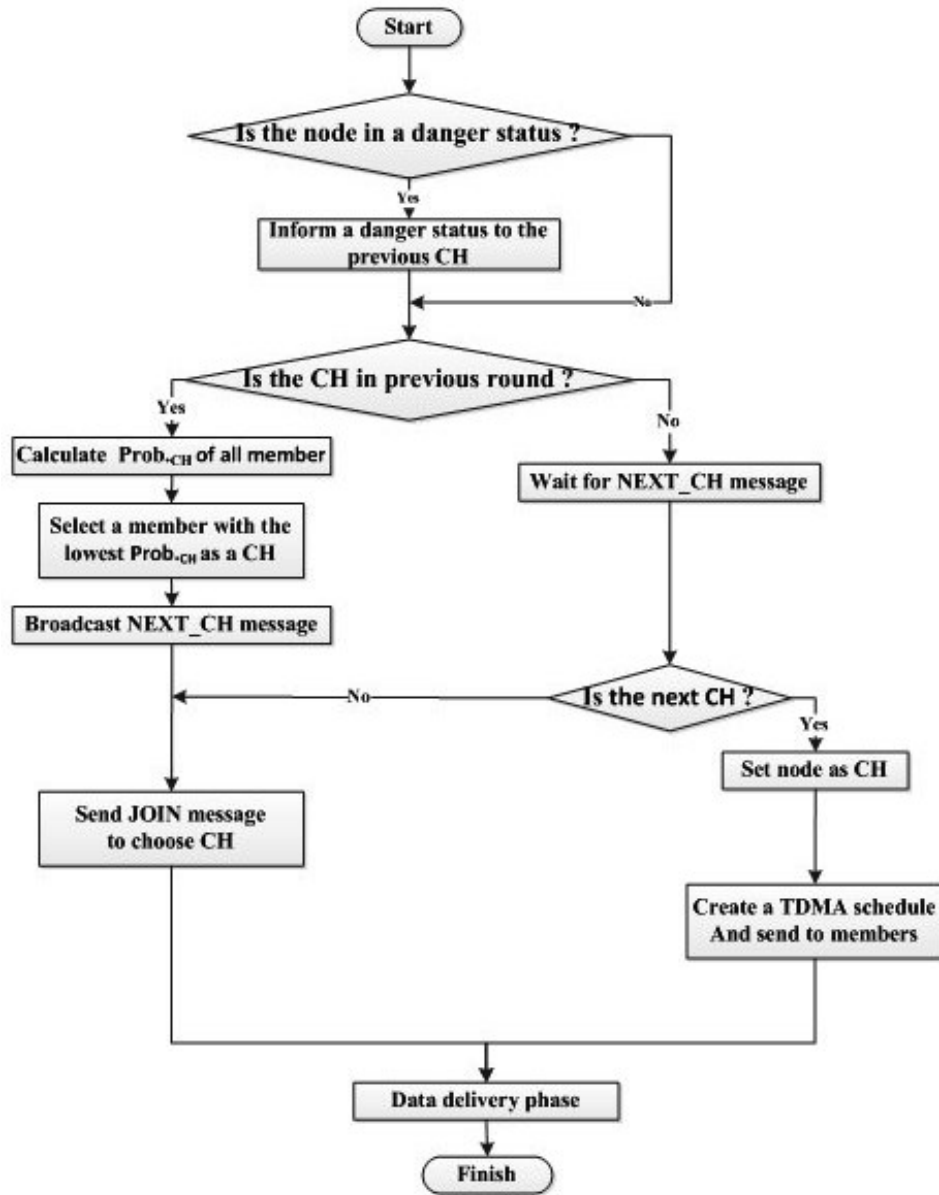 Start
Is the node in a danger status ?
Yes
Inform a danger status to the
previous CH
No
Is the CH in previous round ?
Yes
No
Calculate Prob.CH of all member
Wait for NEXT_CH message
Select a member with the
lowest Prob.CH as a CH
Broadcast NEXT_CH message
No
Is the next CH ?
Yes
Set node as CH
Send JOIN message
to choose CH
Create a TDMA schedule
And send to members
Data delivery phase
Finish